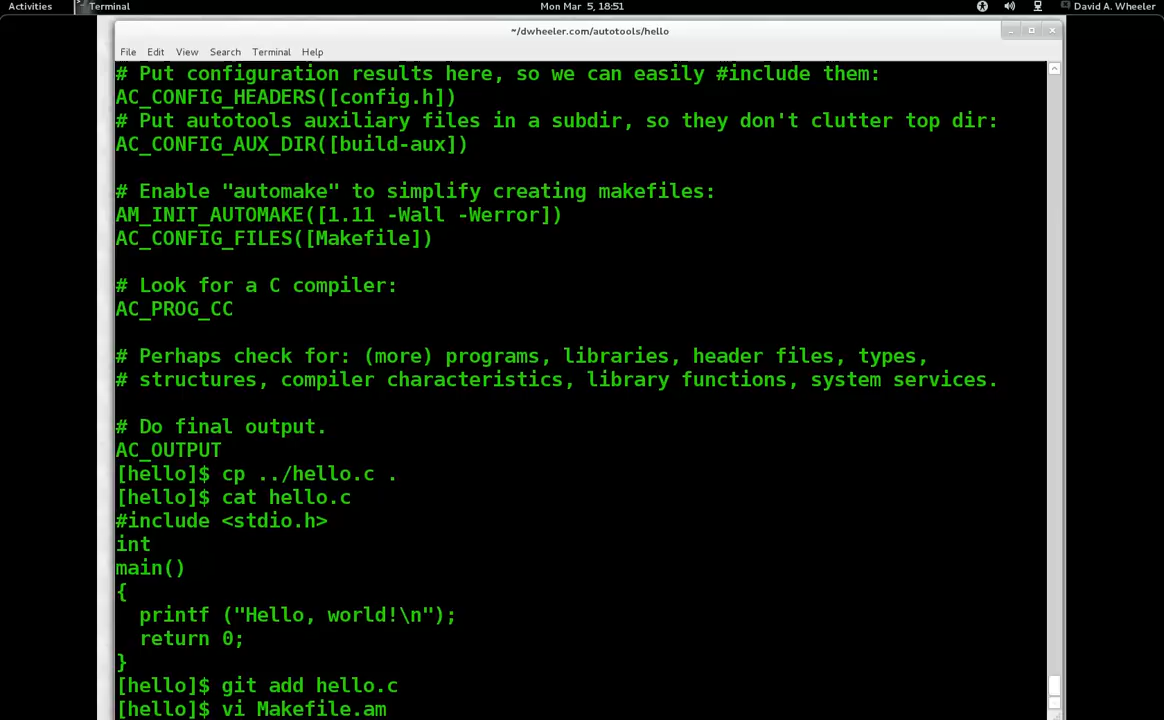 Activities Terminal Mon Mar 5, 18:51 David A. Wheeler
~/dwheeler.com/autotools/hello
File Edit View Search Terminal Help
# Put configuration results here, so we can easily #include them:
AC_CONFIG_HEADERS([config.h])
# Put autotools auxiliary files in a subdir, so they don't clutter top dir:
AC_CONFIG_AUX_DIR([build-aux])
# Enable "automake" to simplify creating makefiles:
AM_INIT_AUTOMAKE([1.11 -Wall -Werror])
AC_CONFIG_FILES([Makefile])
# Look for a C compiler:
AC_PROG_CC
# Perhaps check for: (more) programs, libraries, header files, types,
# structures, compiler characteristics, library functions, system services.
# Do final output.
AC_OUTPUT
[hello]$ cp ../hello.c .
[hello]$ cat hello.c
#include <stdio.h>
int
main()
{
  printf ("Hello, world!\n");
  return 0;
}
[hello]$ git add hello.c
[hello]$ vi Makefile.am